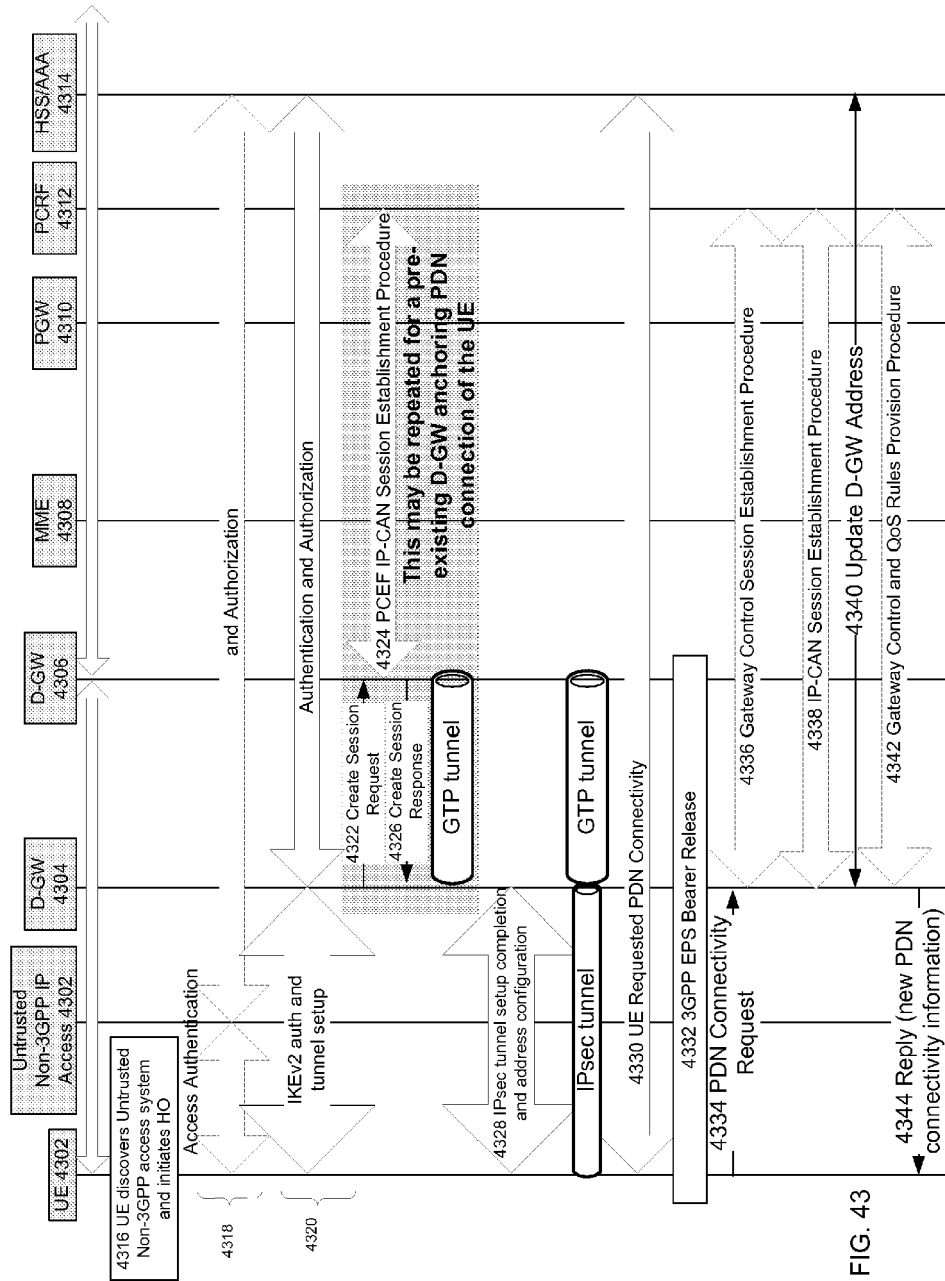 UE 4302
Untrusted
Non-3GPP IP
Access 4302
D-GW
4304
D-GW
4306
MME
4308
PGW
4310
PCRF
4312
HSS/AAA
4314
4316 UE discovers Untrusted
Non-3GPP access system
and initiates HO
4318
Access Authentication
and Authorization
4320
IKEv2 auth and
tunnel setup
Authentication and Authorization
4322 Create Session
Request
4324 PCEF IP-CAN Session Establishment Procedure
4326 Create Session
Response
This may be repeated for a pre-
existing D-GW anchoring PDN
connection of the UE
GTP tunnel
4328 IPsec tunnel setup completion
and address configuration
IPsec tunnel
GTP tunnel
4330 UE Requested PDN Connectivity
4332 3GPP EPS Bearer Release
4334 PDN Connectivity
Request
4336 Gateway Control Session Establishment Procedure
4338 IP-CAN Session Establishment Procedure
4340 Update D-GW Address
4342 Gateway Control and QoS Rules Provision Procedure
4344 Reply (new PDN
connectivity information)
FIG. 43